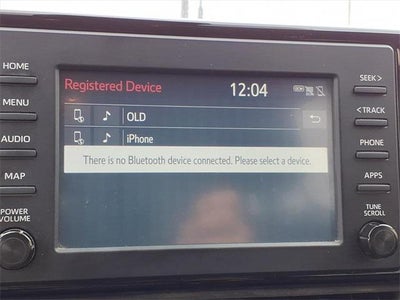 HOME
MENU
AUDIO
MAP
POWER
VOLUME
Registered Device
12:04
OLD
iPhone
There is no Bluetooth device connected. Please select a device.
SEEK >
< TRACK
PHONE
APPS
TUNE
SCROLL